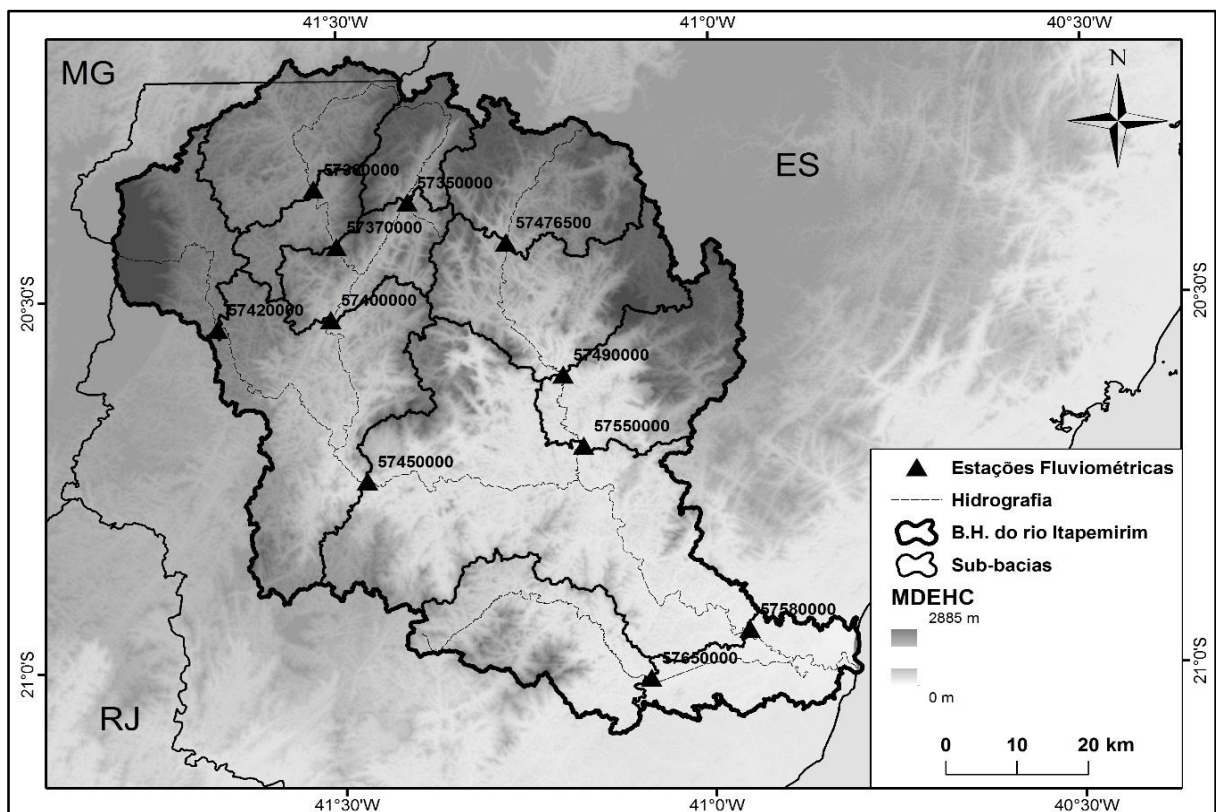 41°30'W 41°0'W 40°30'W
MG
N
ES
57360000
57350000
57370000
57476500
20°30'S 20°30'S
57400000
57420000
57490000
57550000
57450000
Estações Fluviométricas
Hidrografia
B.H. do rio Itapemirim
Sub-bacias
MDEHC
2885 m
0 m
57580000
57650000
21°0'S 21°0'S
RJ
0 10 20 km
41°30'W 41°0'W 40°30'W